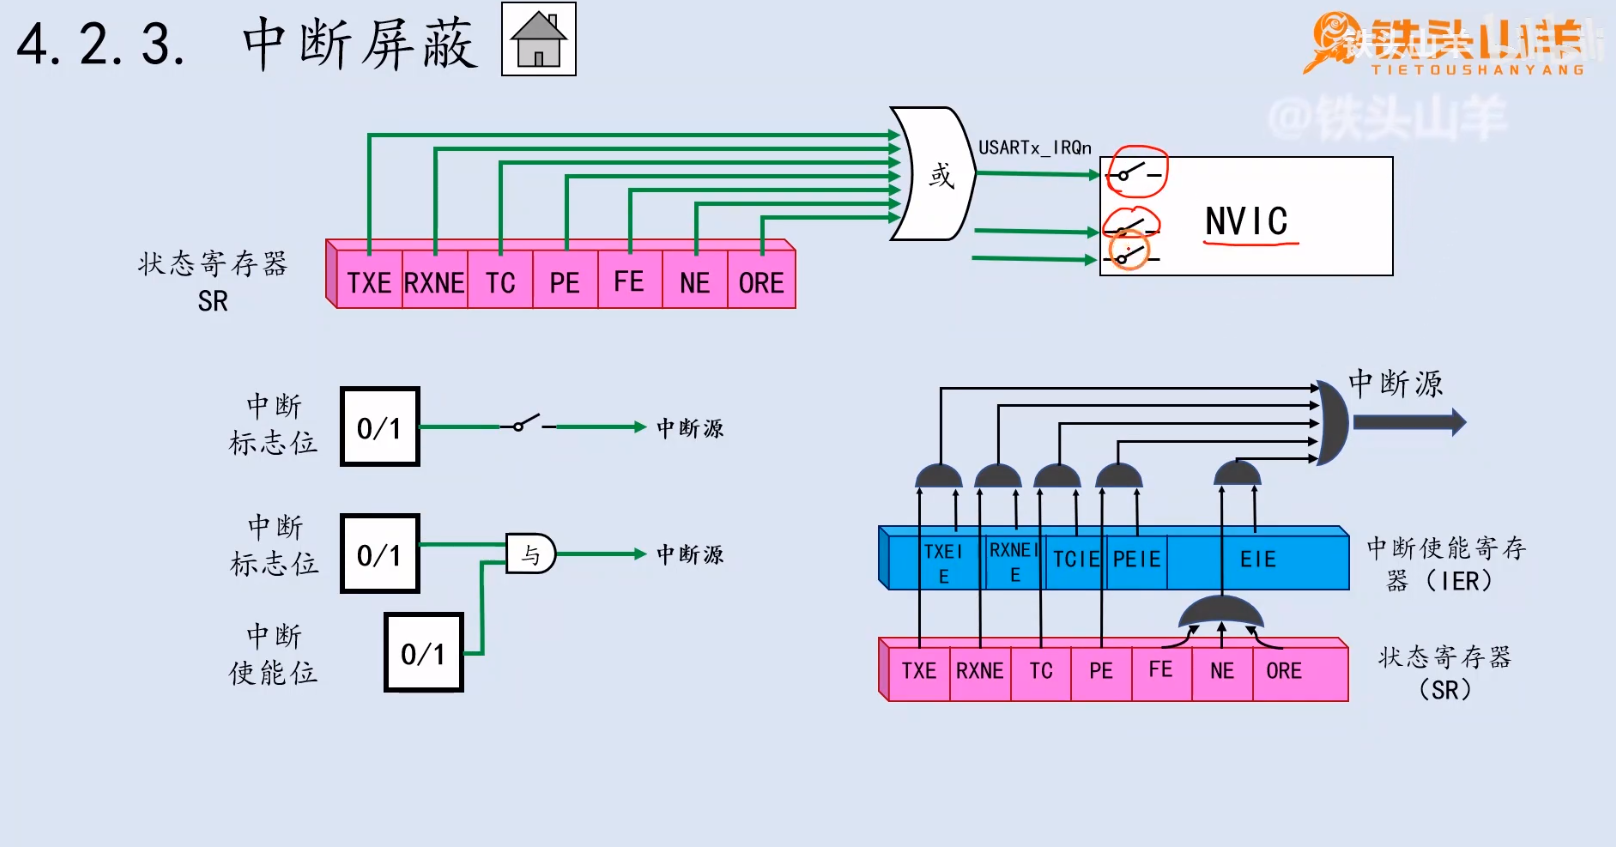 4.2.3. 中断屏蔽
铁头山羊
TIETOUSHANYANG
@铁头山羊
或
USARTx_IRQn
NVIC
状态寄存器
SR
TXE RXNE TC PE FE NE ORE
中断
标志位
0/1
中断源
中断
标志位
0/1
与
中断源
中断
使能位
0/1
中断源
TXEI
E
RXNEI
E
TCIE
PEIE
EIE
中断使能寄存
器（IER）
TXE RXNE TC PE FE NE ORE
状态寄存器
（SR）